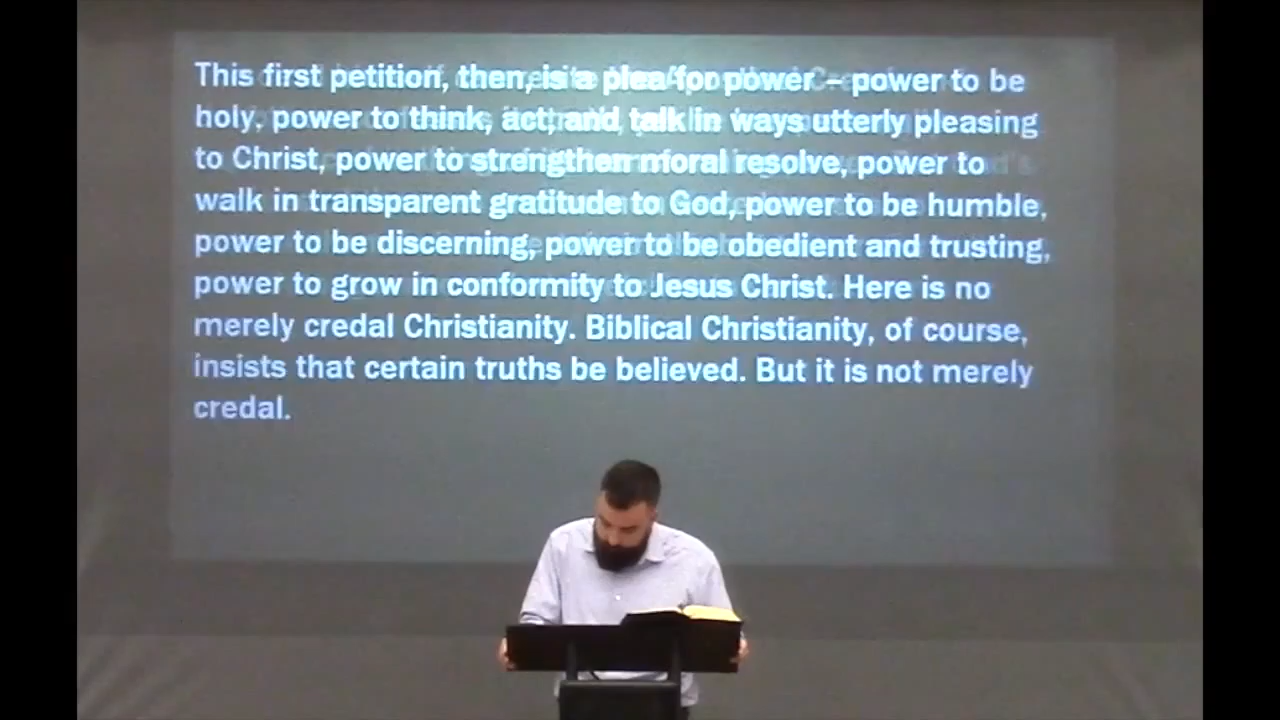 This first petition, then, is a plea for power – power to be
holy, power to think, act, and talk in ways utterly pleasing
to Christ, power to strengthen moral resolve, power to
walk in transparent gratitude to God, power to be humble,
power to be discerning, power to be obedient and trusting,
power to grow in conformity to Jesus Christ. Here is no
merely credal Christianity. Biblical Christianity, of course,
insists that certain truths be believed. But it is not merely
credal.